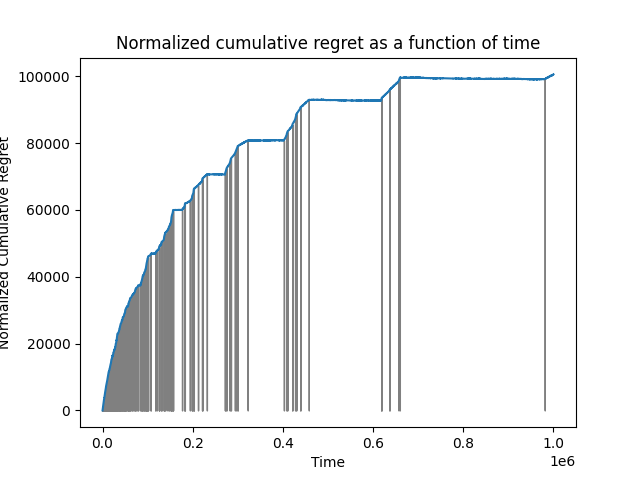 Normalized cumulative regret as a function of time
Normalized Cumulative Regret
100000
80000
60000
40000
20000
0
0.0 0.2 0.4 0.6 0.8 1.0
1e6
Time